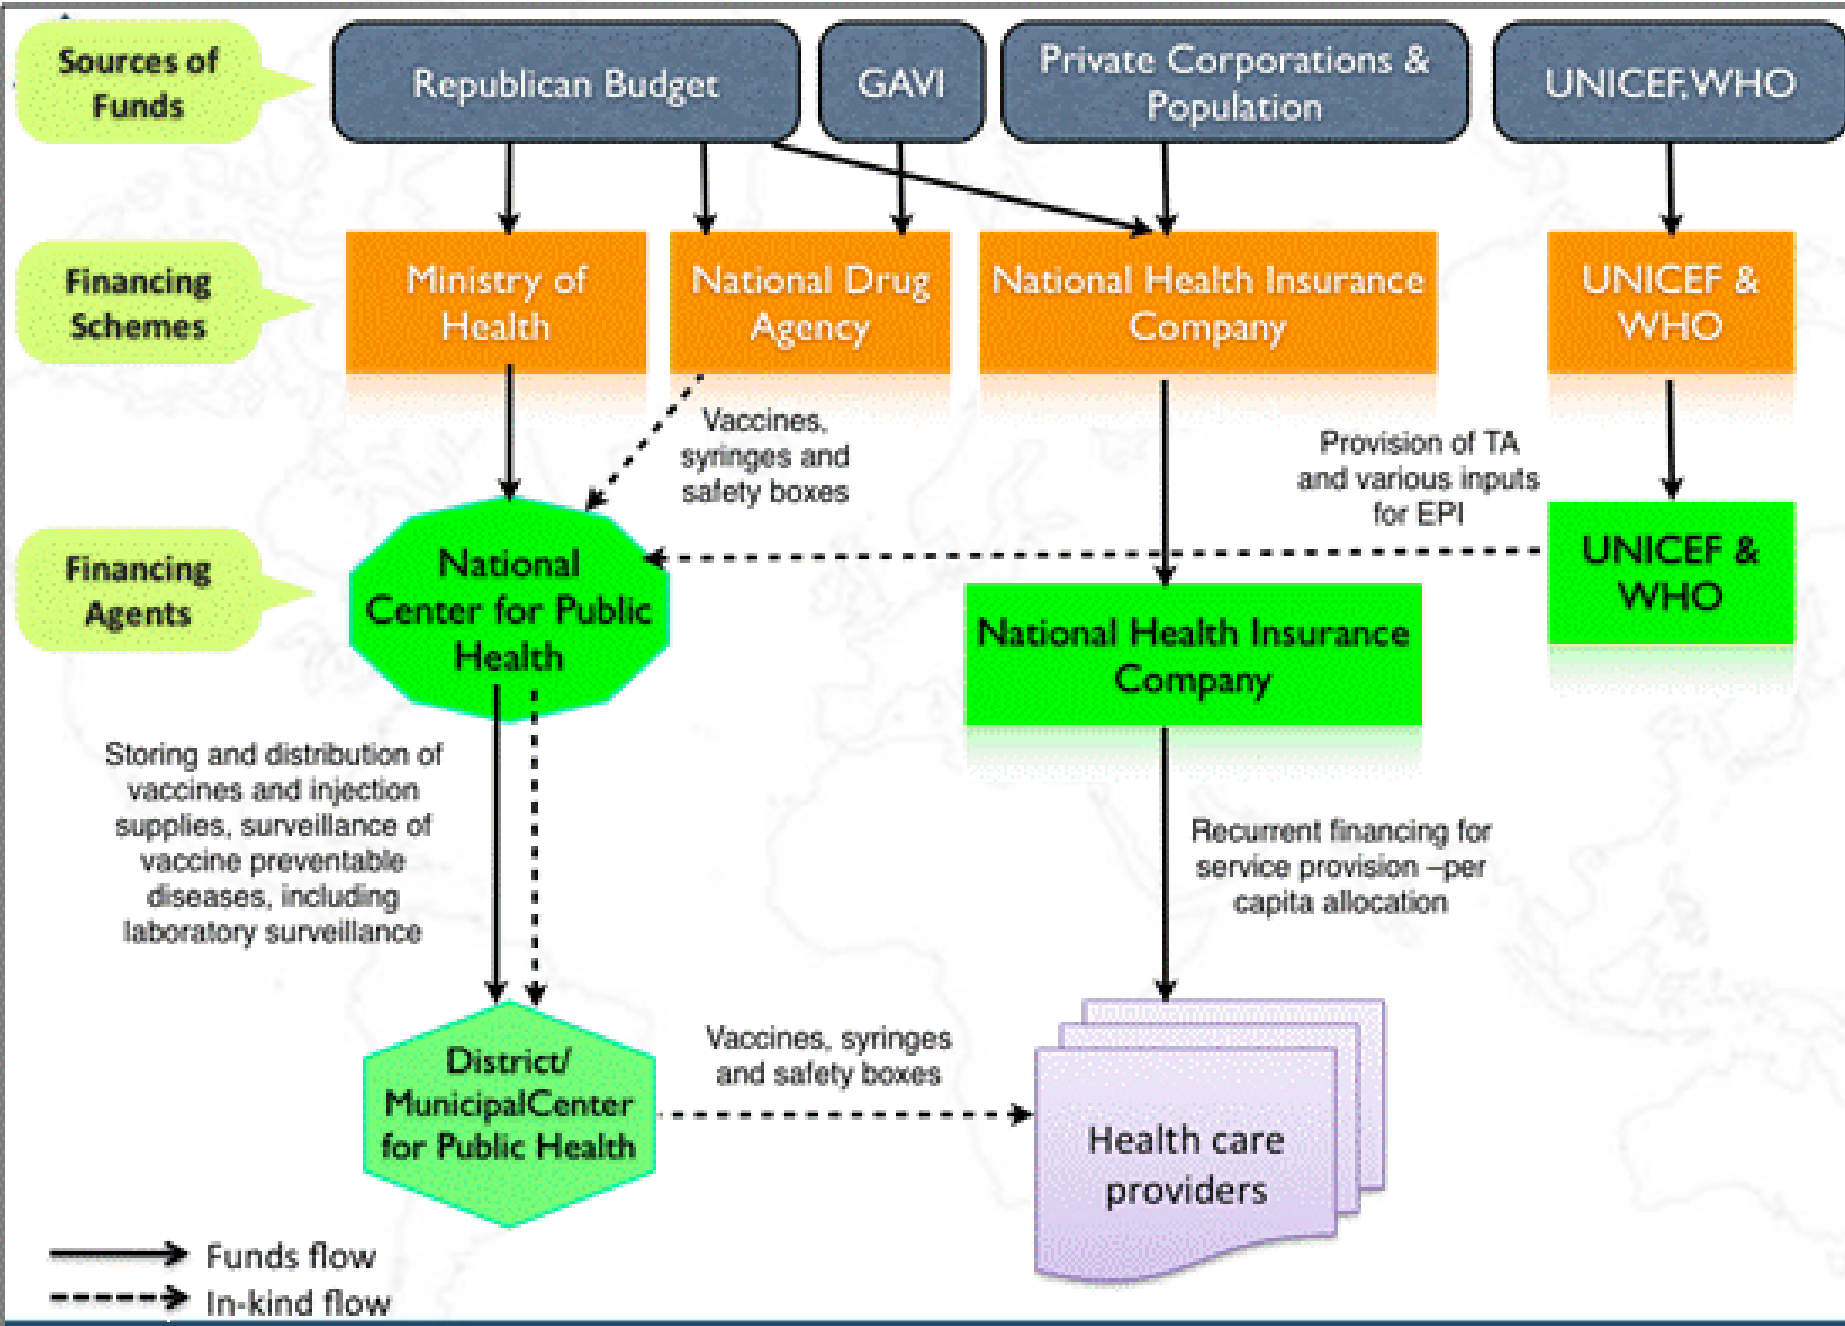 Sources of
Funds
Republican Budget
GAVI
Private Corporations &
Population
UNICEF,WHO
Financing
Schemes
Ministry of
Health
National Drug
Agency
National Health Insurance
Company
UNICEF &
WHO
Vaccines,
syringes and
safety boxes
Provision of TA
and various inputs
for EPI
Financing
Agents
National
Center for Public
Health
National Health Insurance
Company
UNICEF &
WHO
Storing and distribution of
vaccines and injection
supplies, surveillance of
vaccine preventable
diseases, including
laboratory surveillance
Recurrent financing for
service provision –per
capita allocation
District/
MunicipalCenter
for Public Health
Vaccines, syringes
and safety boxes
Health care
providers
Funds flow
In-kind flow